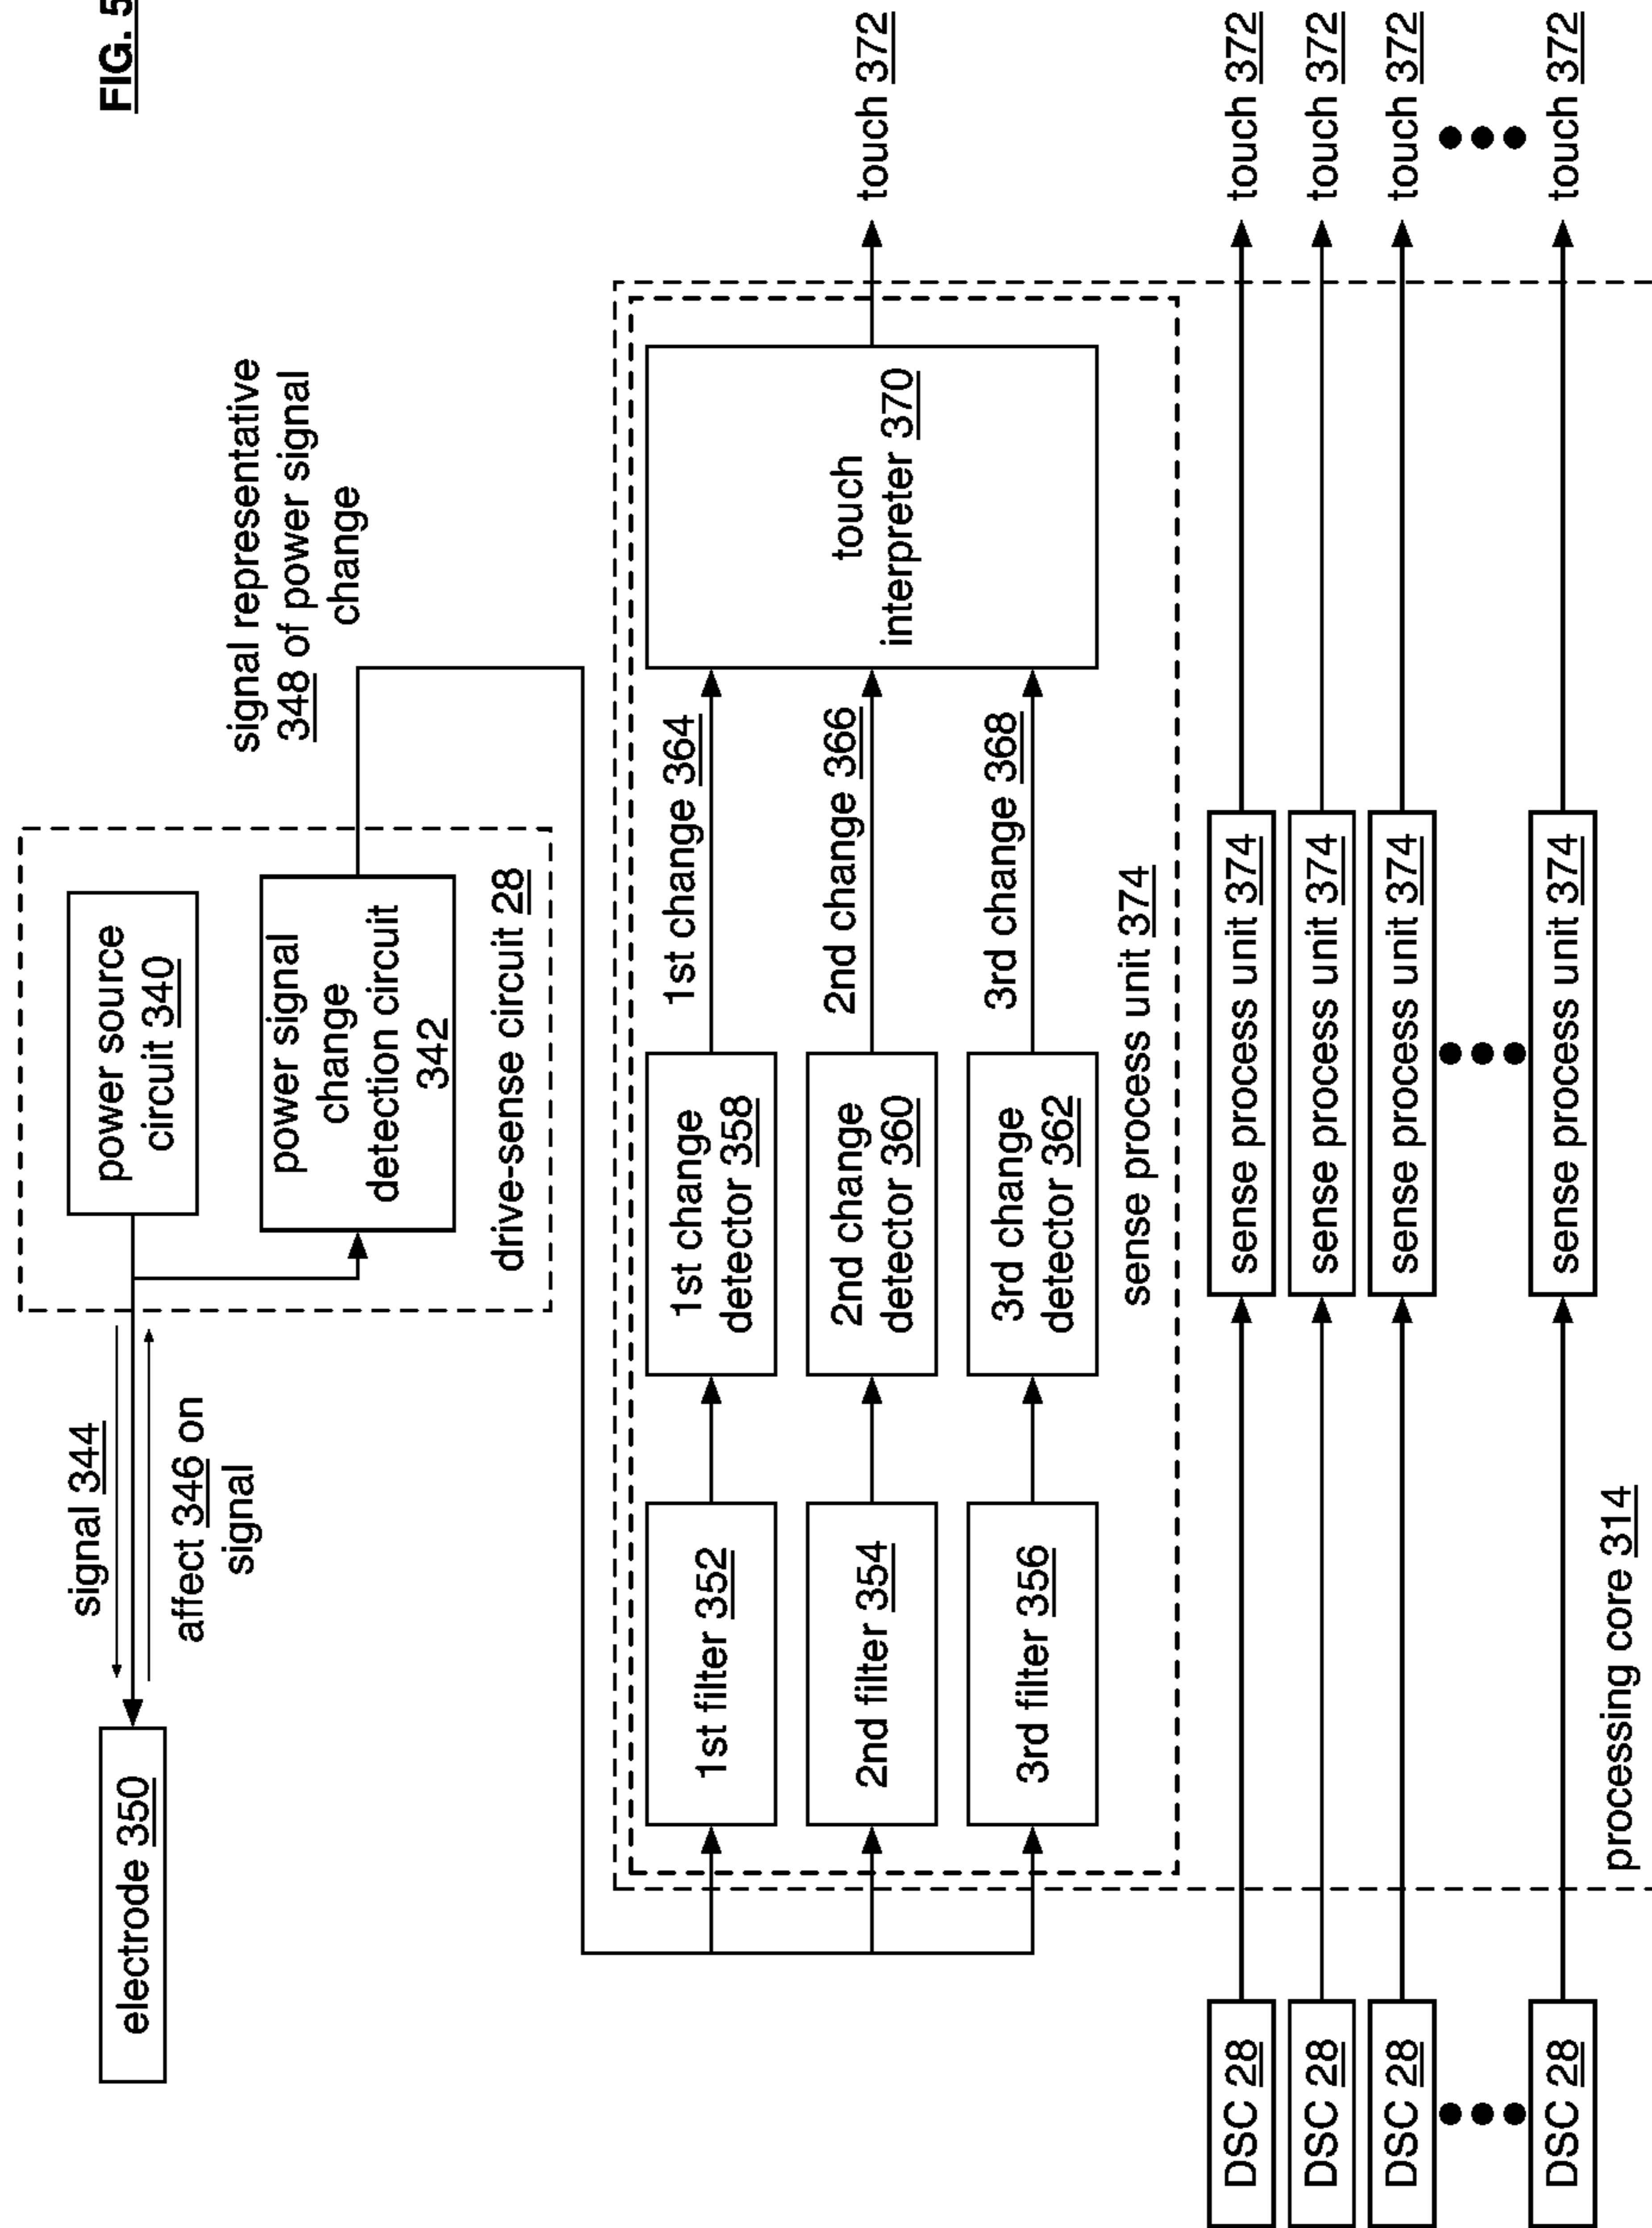 FIG. 5
electrode 350
signal 344
affect 346 on
signal
power source
circuit 340
power signal
change
detection circuit
342
drive-sense circuit 28
signal representative
348 of power signal
change
1st filter 352
1st change
detector 358
1st change 364
2nd filter 354
2nd change
detector 360
2nd change 366
3rd filter 356
3rd change
detector 362
3rd change 368
touch
interpreter 370
touch 372
sense process unit 374
DSC 28
sense process unit 374
touch 372
DSC 28
sense process unit 374
touch 372
DSC 28
sense process unit 374
touch 372
DSC 28
sense process unit 374
touch 372
processing core 314